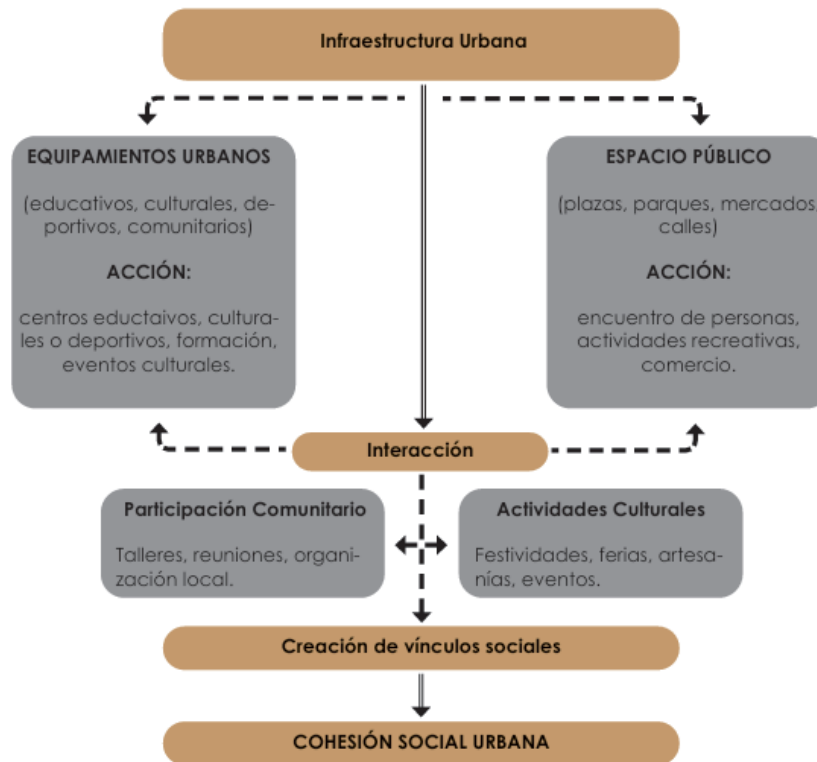 Infraestructura Urbana
EQUIPAMIENTOS URBANOS
(educativos, culturales, de-
portivos, comunitarios)
ACCIÓN:
centros eductaivos, cultura-
les o deportivos, formación,
eventos culturales.
ESPACIO PÚBLICO
(plazas, parques, mercados,
calles)
ACCIÓN:
encuentro de personas,
actividades recreativas,
comercio.
Interacción
Participación Comunitario
Talleres, reuniones, organi-
zación local.
Actividades Culturales
Festividades, ferias, artesa-
nías, eventos.
Creación de vínculos sociales
COHESIÓN SOCIAL URBANA